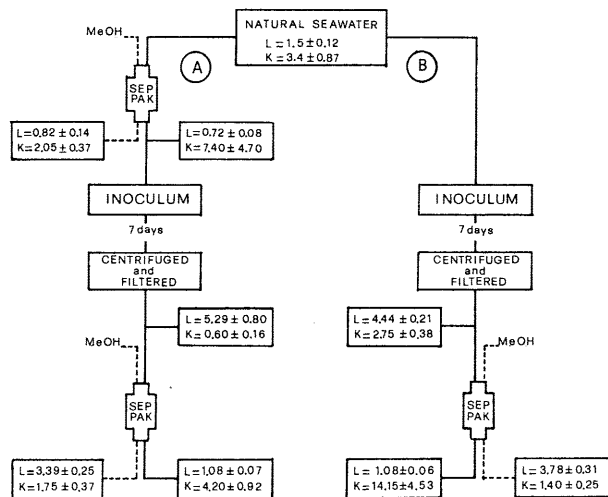 NATURAL SEAWATER
L=1.5±0.12
K=3.4±0.87
MeOH
A
B
SEP
PAK
L=0.82±0.14
K=2.05±0.37
L=0.72±0.08
K=7.40±4.70
INOCULUM
7 days
CENTRIFUGED
and
FILTERED
L=5.29±0.80
K=0.60±0.16
MeOH
SEP
PAK
L=3.39±0.25
K=1.75±0.37
L=1.08±0.07
K=4.20±0.92
INOCULUM
7 days
CENTRIFUGED
and
FILTERED
L=4.44±0.21
K=2.75±0.38
MeOH
SEP
PAK
L=1.08±0.06
K=14.15±4.53
L=3.78±0.31
K=1.40±0.25